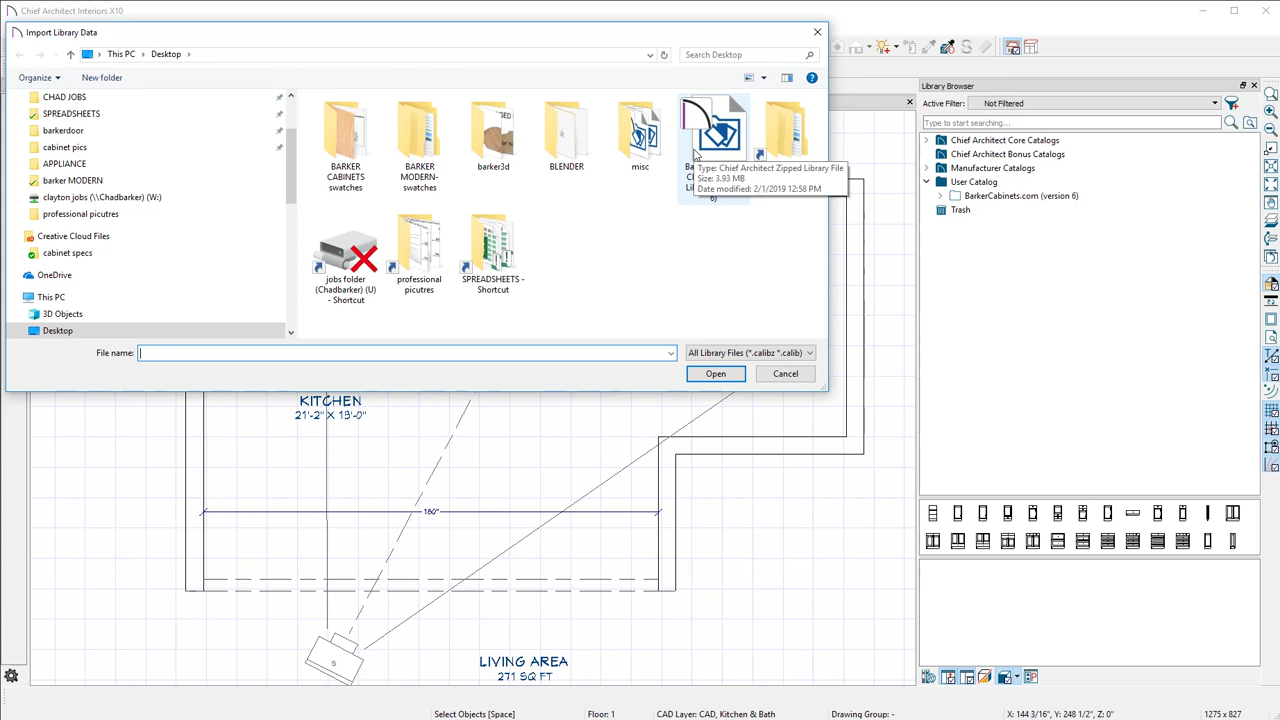 Chief Architect Interiors X10
Import Library Data
This PC
Desktop
Search Desktop
Organize
New folder
CHAD JOBS
SPREADSHEETS
barkerdoor
cabinet pics
APPLIANCE
barker MODERN
clayton jobs (\\Chadbarker) (W:)
professional picutres
Creative Cloud Files
cabinet specs
OneDrive
This PC
3D Objects
Desktop
BARKER
CABINETS
swatches
BARKER
MODERN-
swatches
barker3d
BLENDER
misc
Type: Chief Architect Zipped Library File
Size: 3.93 MB
Date modified: 2/1/2019 12:58 PM
6)
jobs folder
(Chadbarker) (U)
- Shortcut
professional
picutres
SPREADSHEETS -
Shortcut
File name:
All Library Files (*.calibz *.calib)
Open
Cancel
Library Browser
Active Filter:
Not Filtered
Type to start searching...
Chief Architect Core Catalogs
Chief Architect Bonus Catalogs
Manufacturer Catalogs
User Catalog
BarkerCabinets.com (version 6)
Trash
KITCHEN
21'-2" X 13'-0"
180"
LIVING AREA
271 SQ FT
Select Objects [Space]
Floor: 1
CAD Layer: CAD, Kitchen & Bath
Drawing Group: -
X: 144 3/16", Y: 248 1/2", Z: 0"
1275 x 827